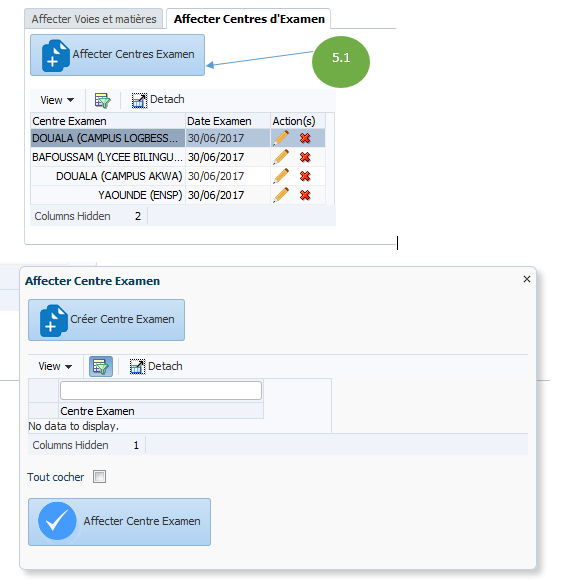 Affecter Voies et matières Affecter Centres d'Examen
Affecter Centres Examen
5.1
View Detach
Centre Examen Date Examen Action(s)
DOUALA (CAMPUS LOGBESS... 30/06/2017
BAFOUSSAM (LYCEE BILINGU... 30/06/2017
DOUALA (CAMPUS AKWA) 30/06/2017
YAOUNDE (ENSP) 30/06/2017
Columns Hidden 2
Affecter Centre Examen
Créer Centre Examen
View Detach
Centre Examen
No data to display.
Columns Hidden 1
Tout cocher
Affecter Centre Examen